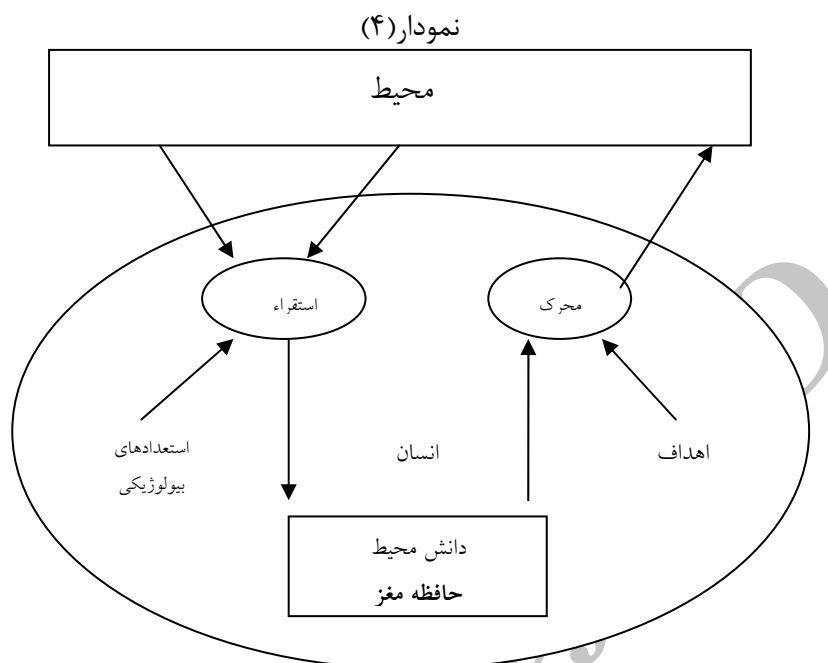 نمودار(۴)
محیط
استقراء
محرک
استعدادهای
بیولوژیکی
انسان
اهداف
دانش محیط
حافظه مغز